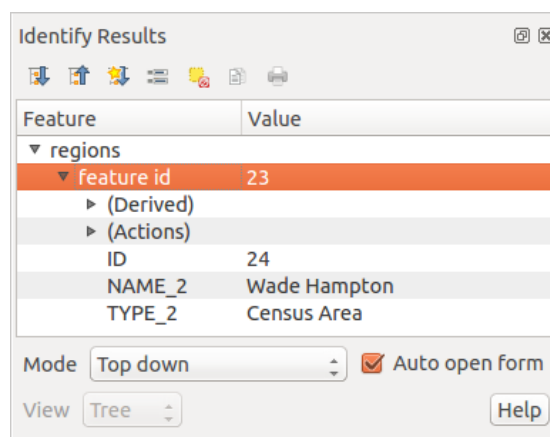 Identify Results
Feature Value
regions
feature id 23
(Derived)
(Actions)
ID 24
NAME_2 Wade Hampton
TYPE_2 Census Area
Mode Top down Auto open form
View Tree Help